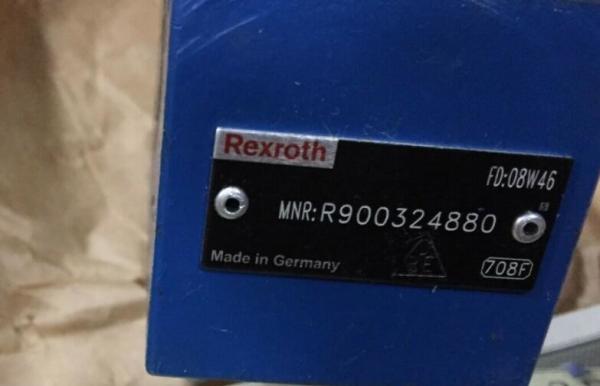 Rexroth
FD:08W46
MNR:R900324880
Made in Germany
708F